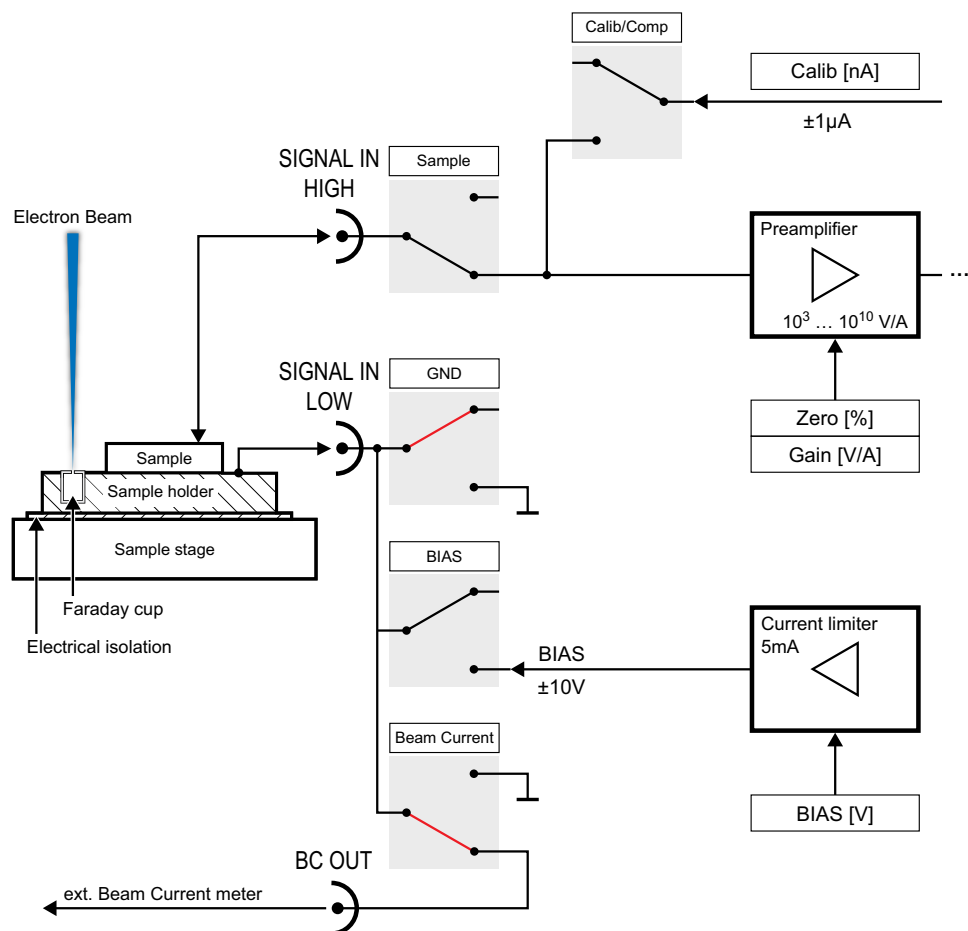 Calib/Comp
Calib [nA]
±1µA
SIGNAL IN
HIGH
Sample
Electron Beam
Preamplifier
10³ … 10¹⁰ V/A
...
SIGNAL IN
LOW
GND
Zero [%]
Gain [V/A]
Sample
Sample holder
Sample stage
BIAS
Faraday cup
Electrical isolation
BIAS
±10V
Current limiter
5mA
Beam Current
BIAS [V]
BC OUT
ext. Beam Current meter